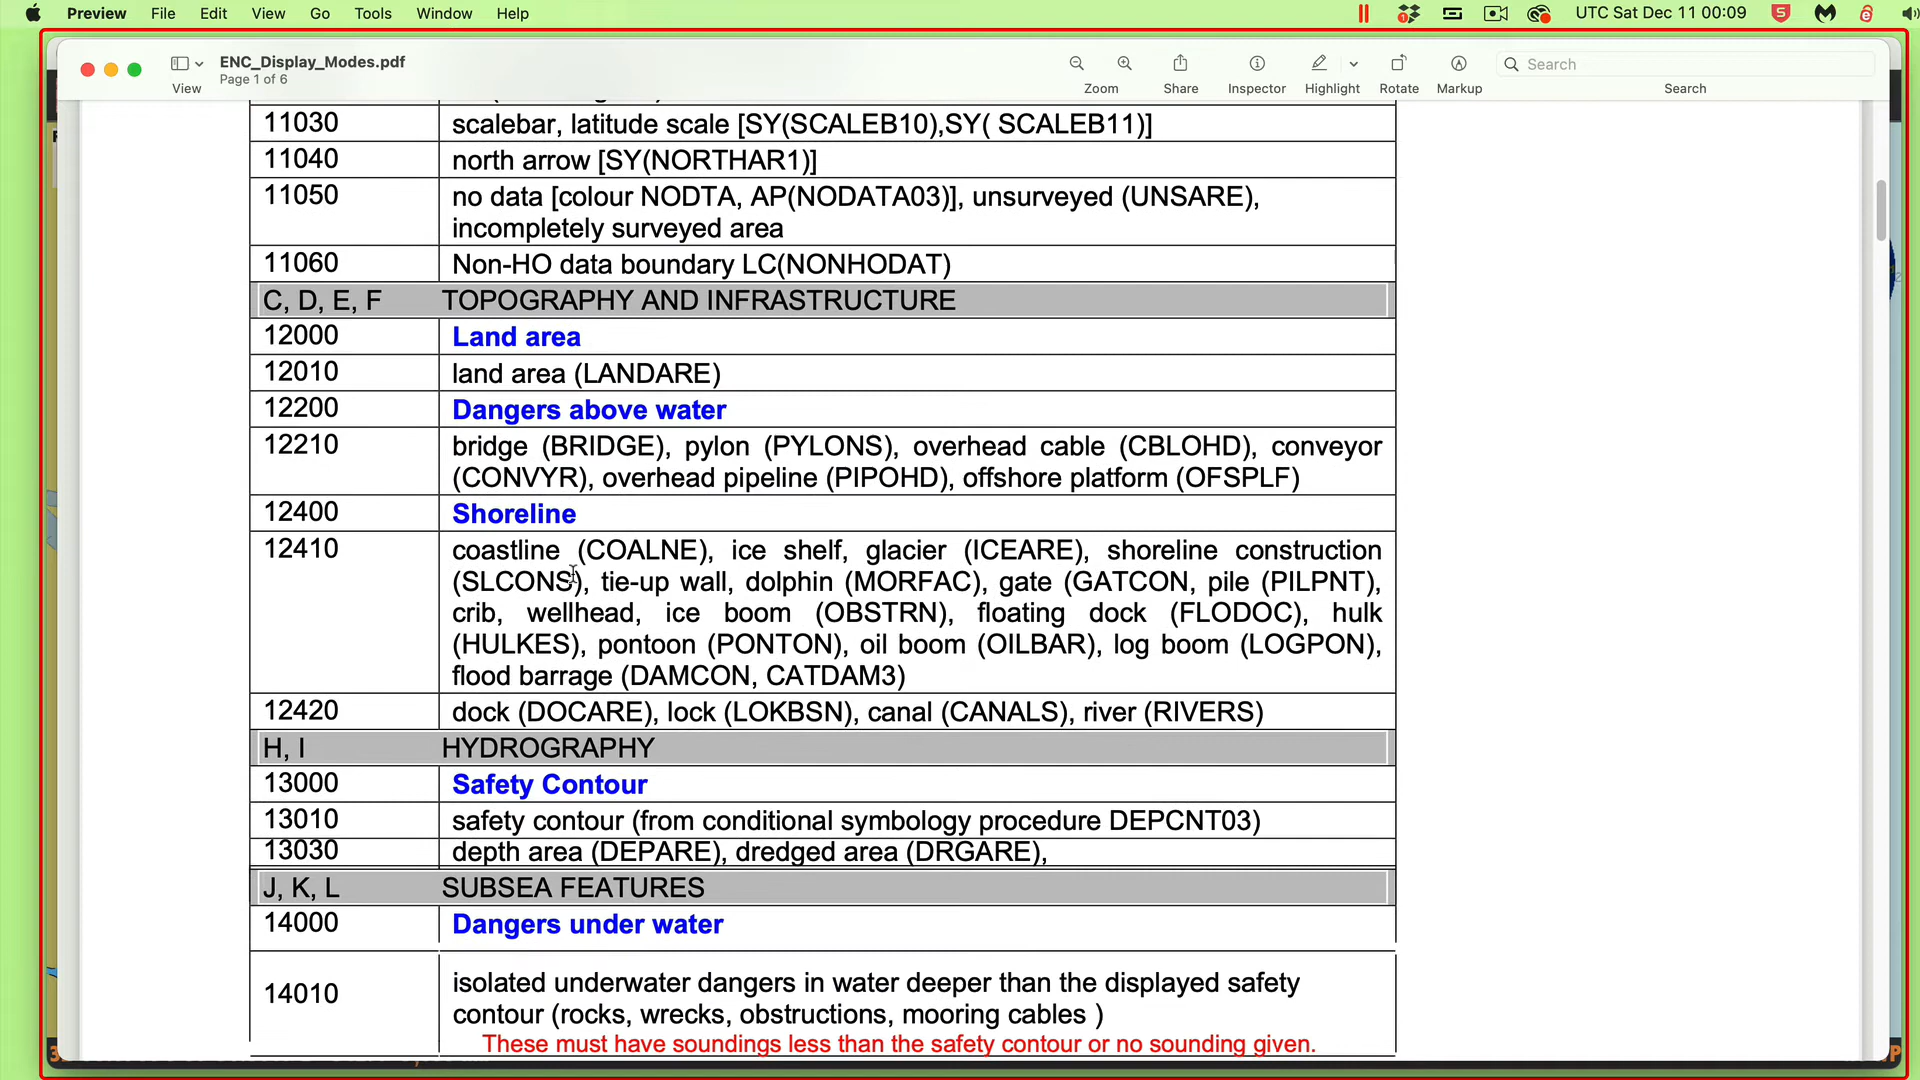 Preview File Edit View Go Tools Window Help UTC Sat Dec 11 00:09
ENC_Display_Modes.pdf
Page 1 of 6
View Zoom Share Inspector Highlight Rotate Markup Search
Search
11030 scalebar, latitude scale [SY(SCALEB10),SY( SCALEB11)]
11040 north arrow [SY(NORTHAR1)]
11050 no data [colour NODTA, AP(NODATA03)], unsurveyed (UNSARE),
incompletely surveyed area
11060 Non-HO data boundary LC(NONHODAT)
C, D, E, F TOPOGRAPHY AND INFRASTRUCTURE
12000 Land area
12010 land area (LANDARE)
12200 Dangers above water
12210 bridge (BRIDGE), pylon (PYLONS), overhead cable (CBLOHD), conveyor
(CONVYR), overhead pipeline (PIPOHD), offshore platform (OFSPLF)
12400 Shoreline
12410 coastline (COALNE), ice shelf, glacier (ICEARE), shoreline construction
(SLCONS), tie-up wall, dolphin (MORFAC), gate (GATCON, pile (PILPNT),
crib, wellhead, ice boom (OBSTRN), floating dock (FLODOC), hulk
(HULKES), pontoon (PONTON), oil boom (OILBAR), log boom (LOGPON),
flood barrage (DAMCON, CATDAM3)
12420 dock (DOCARE), lock (LOKBSN), canal (CANALS), river (RIVERS)
H, I HYDROGRAPHY
13000 Safety Contour
13010 safety contour (from conditional symbology procedure DEPCNT03)
13030 depth area (DEPARE), dredged area (DRGARE),
J, K, L SUBSEA FEATURES
14000 Dangers under water
14010 isolated underwater dangers in water deeper than the displayed safety
contour (rocks, wrecks, obstructions, mooring cables )
These must have soundings less than the safety contour or no sounding given.